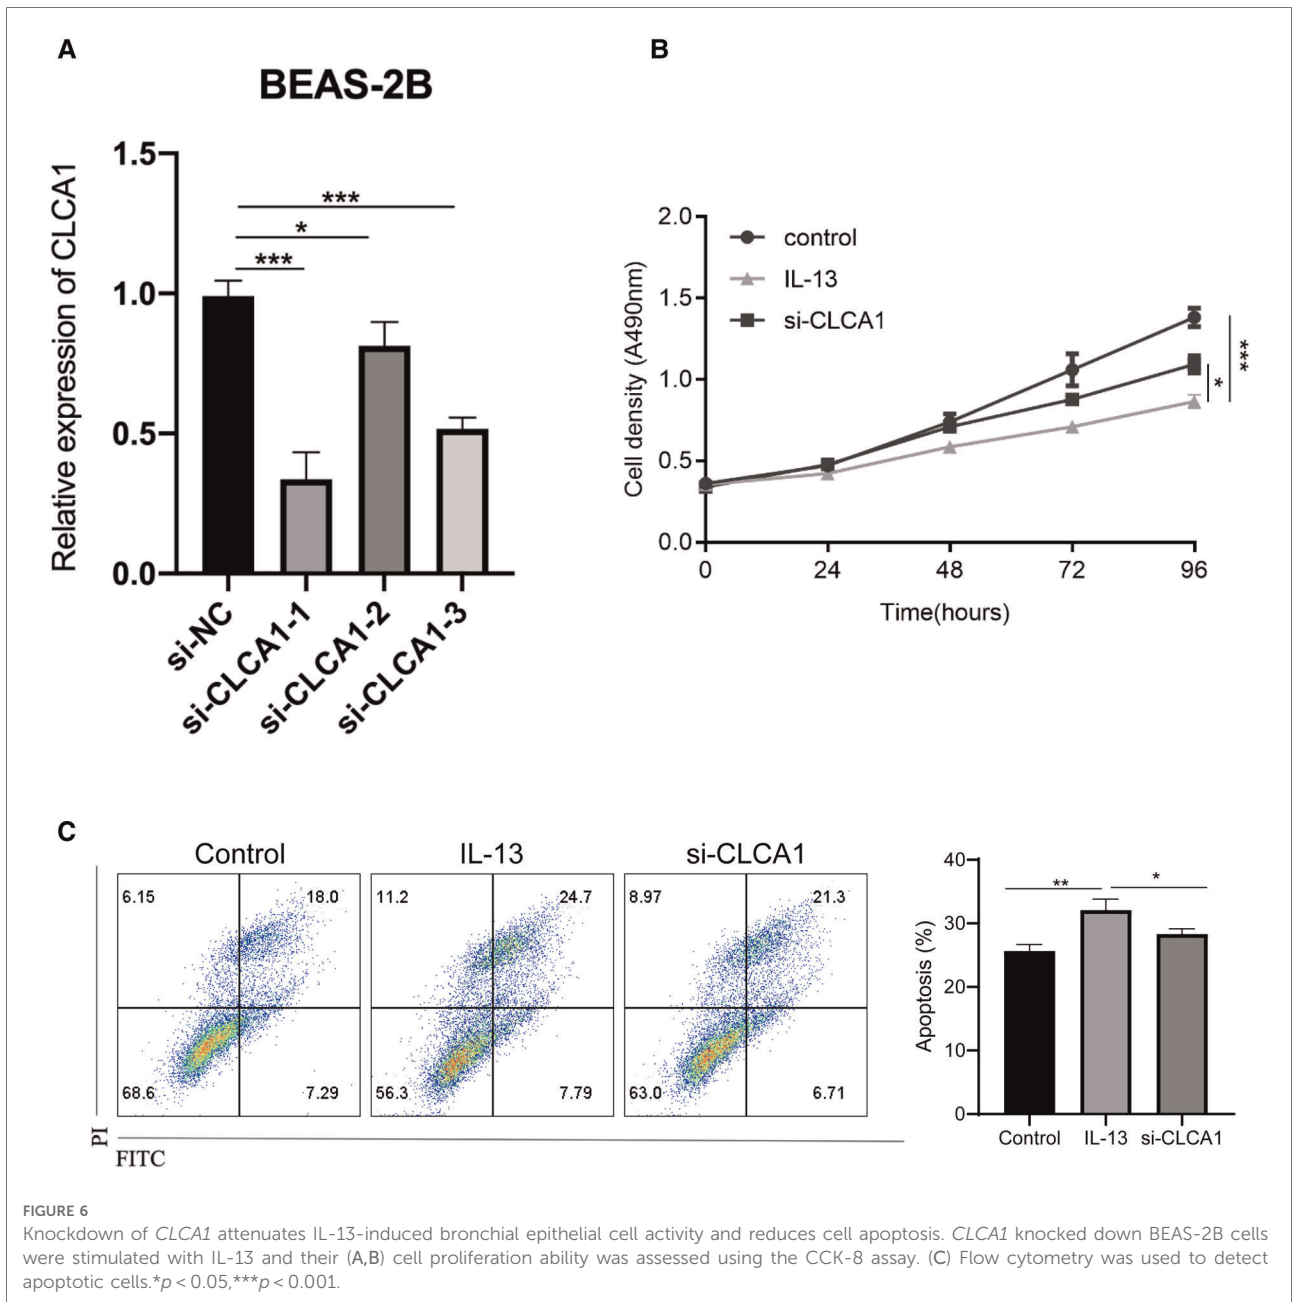 A
BEAS-2B
Relative expression of CLCA1
1.5
1.0
0.5
0.0
***
*
***
si-NC
si-CLCA1-1
si-CLCA1-2
si-CLCA1-3
B
Cell density (A490nm)
2.0
1.5
1.0
0.5
0.0
control
IL-13
si-CLCA1
*
***
0 24 48 72 96
Time(hours)
C
Control
6.15 18.0
68.6 7.29
IL-13
11.2 24.7
56.3 7.79
si-CLCA1
8.97 21.3
63.0 6.71
PI
FITC
Apoptosis (%)
40
30
20
10
0
**
*
Control IL-13 si-CLCA1
FIGURE 6
Knockdown of CLCA1 attenuates IL-13-induced bronchial epithelial cell activity and reduces cell apoptosis. CLCA1 knocked down BEAS-2B cells
were stimulated with IL-13 and their (A,B) cell proliferation ability was assessed using the CCK-8 assay. (C) Flow cytometry was used to detect
apoptotic cells.*p < 0.05,***p < 0.001.